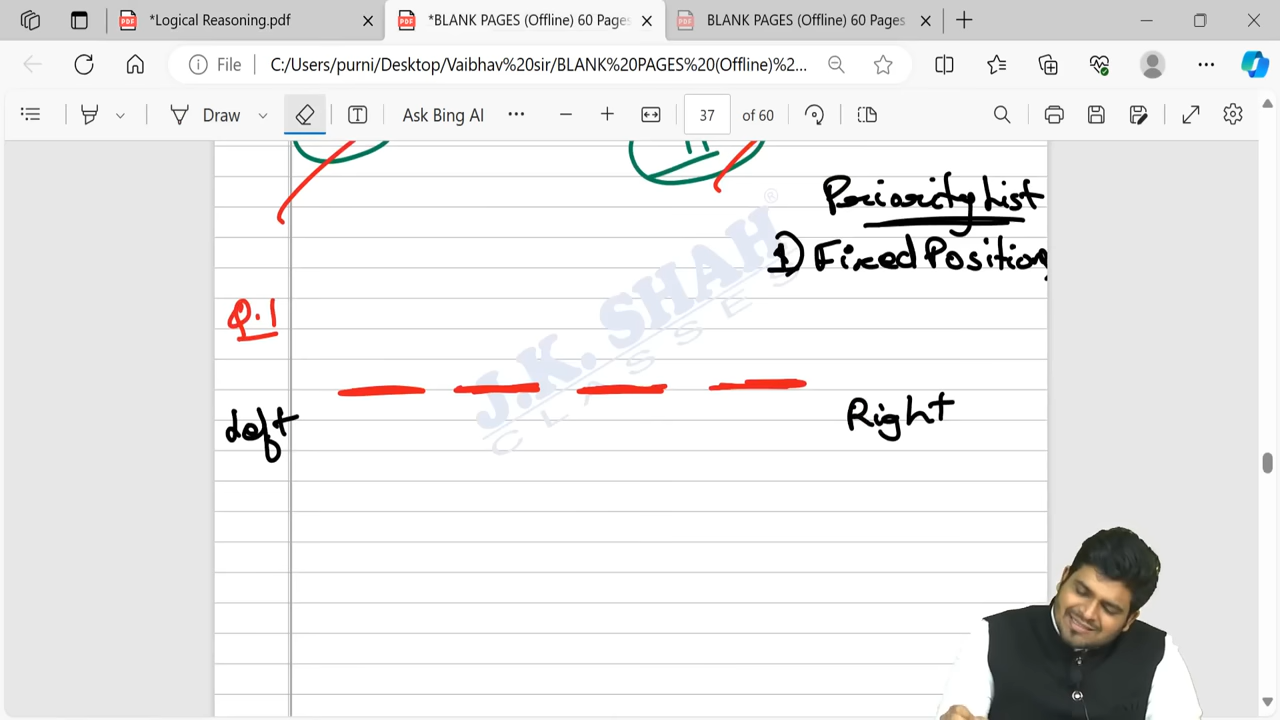 *Logical Reasoning.pdf
*BLANK PAGES (Offline) 60 Pages
BLANK PAGES (Offline) 60 Pages
File
C:/Users/purni/Desktop/Vaibhav%20sir/BLANK%20PAGES%20(Offline)%2...
Draw
Ask Bing AI
37
of 60
Periarity List
1) Fixed Position
J.K. SHAH
CLASSES
Q.1
Left
Right